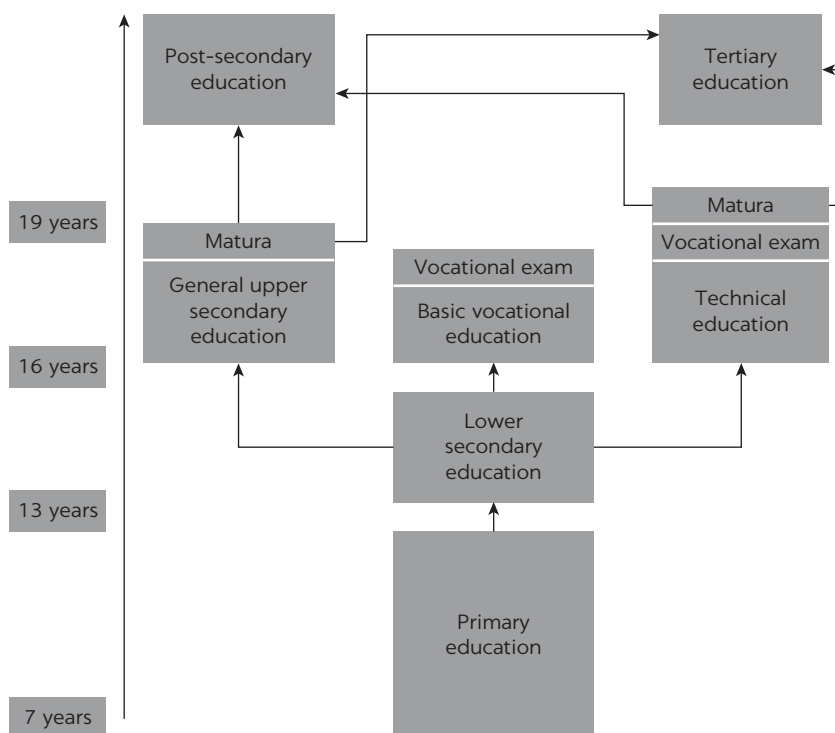 Post-secondary
education
Tertiary
education
19 years
Matura
General upper
secondary
education
Vocational exam
Basic vocational
education
Matura
Vocational exam
Technical
education
16 years
Lower
secondary
education
13 years
Primary
education
7 years